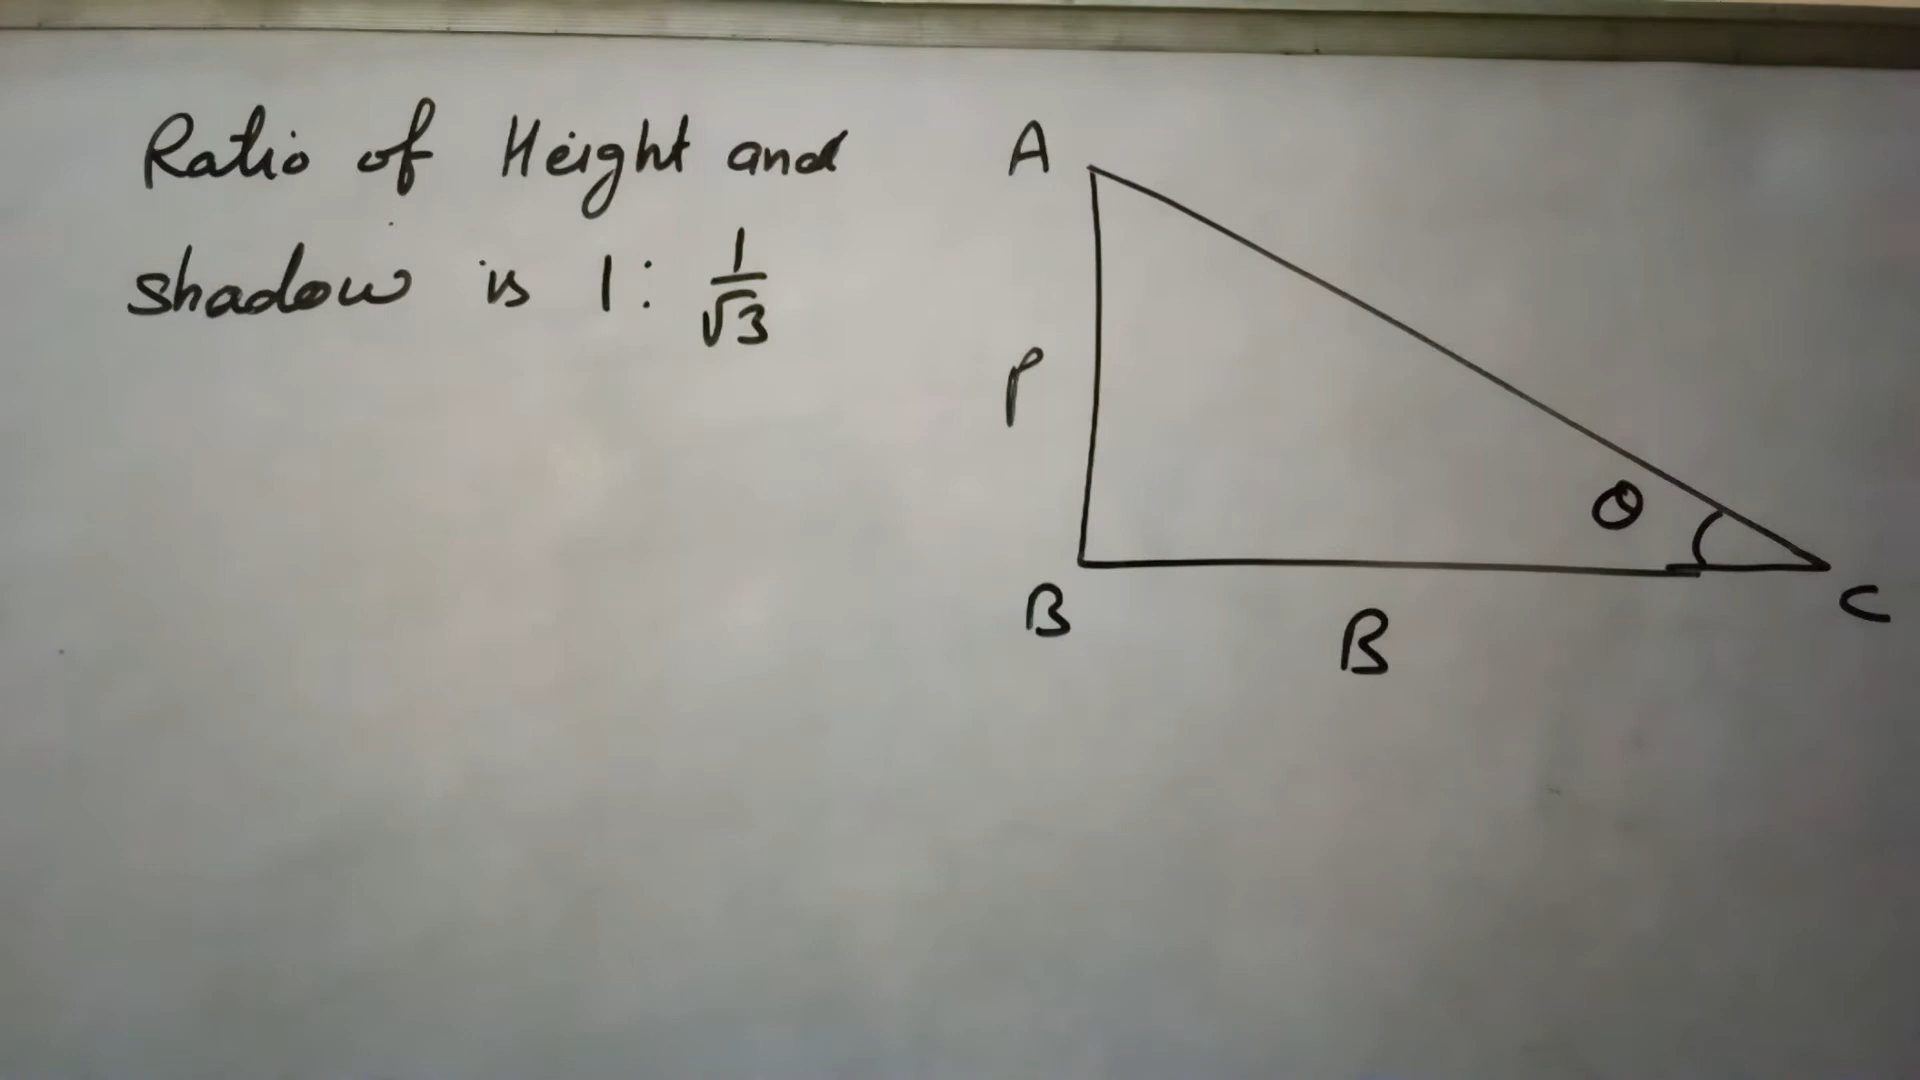 Ratio of Height and
shadow is 1: 1/√3
A
P
θ
B
B
C